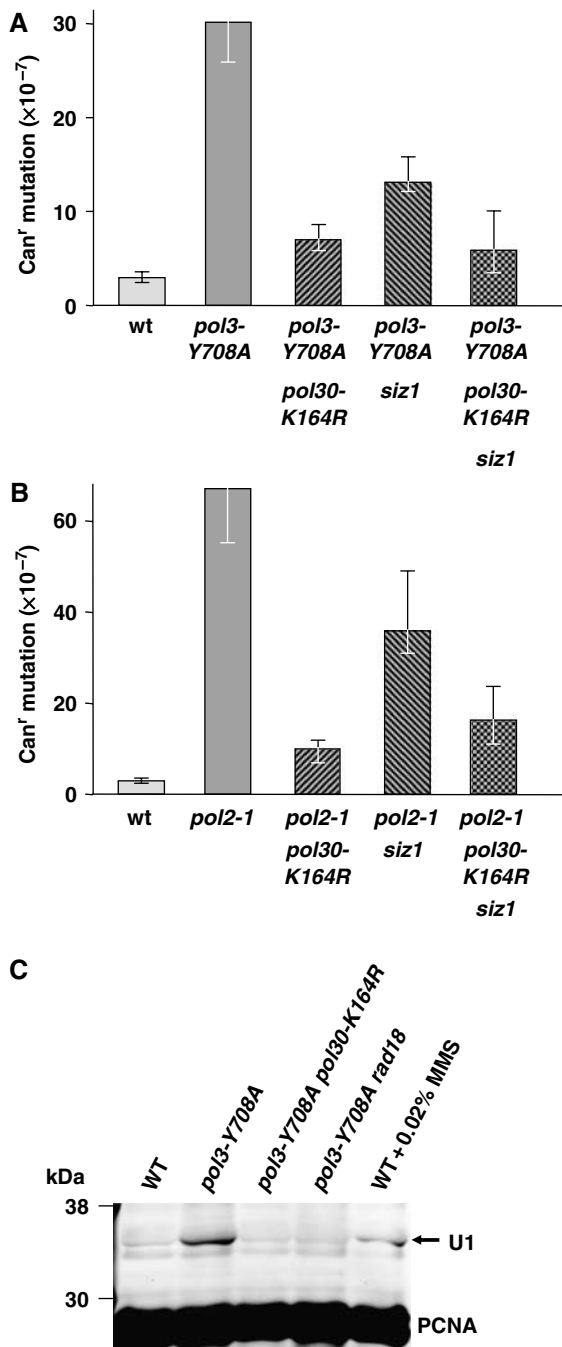 A
Canʳ mutation (×10⁻⁷)
30
20
10
0
wt
pol3-Y708A
pol3-Y708A pol30-K164R
pol3-Y708A siz1
pol3-Y708A pol30-K164R siz1
B
Canʳ mutation (×10⁻⁷)
60
40
20
0
wt
pol2-1
pol2-1 pol30-K164R
pol2-1 siz1
pol2-1 pol30-K164R siz1
C
WT
pol3-Y708A
pol3-Y708A pol30-K164R
pol3-Y708A rad18
WT + 0.02% MMS
kDa
38
U1
30
PCNA